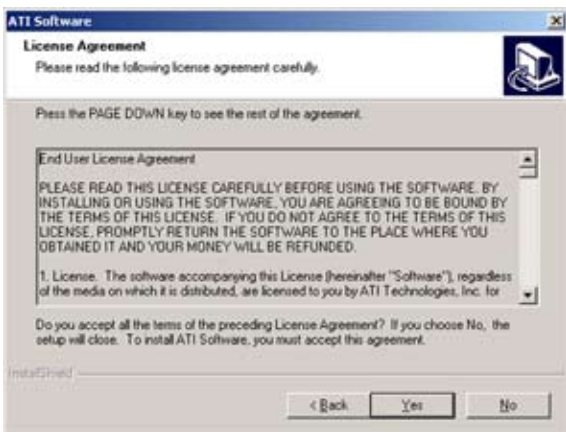 ATI Software
License Agreement
Please read the following license agreement carefully.
Press the PAGE DOWN key to see the rest of the agreement.
End User License Agreement
PLEASE READ THIS LICENSE CAREFULLY BEFORE USING THE SOFTWARE. BY
INSTALLING OR USING THE SOFTWARE, YOU ARE AGREEING TO BE BOUND BY
THE TERMS OF THIS LICENSE. IF YOU DO NOT AGREE TO THE TERMS OF THIS
LICENSE, PROMPTLY RETURN THE SOFTWARE TO THE PLACE WHERE YOU
OBTAINED IT AND YOUR MONEY WILL BE REFUNDED.
1. License. The software accompanying this License (hereinafter "Software"), regardless
of the media on which it is distributed, are licensed to you by ATI Technologies, Inc. for
Do you accept all the terms of the preceding License Agreement? If you choose No, the
setup will close. To install ATI Software, you must accept this agreement.
InstallShield
< Back
Yes
No